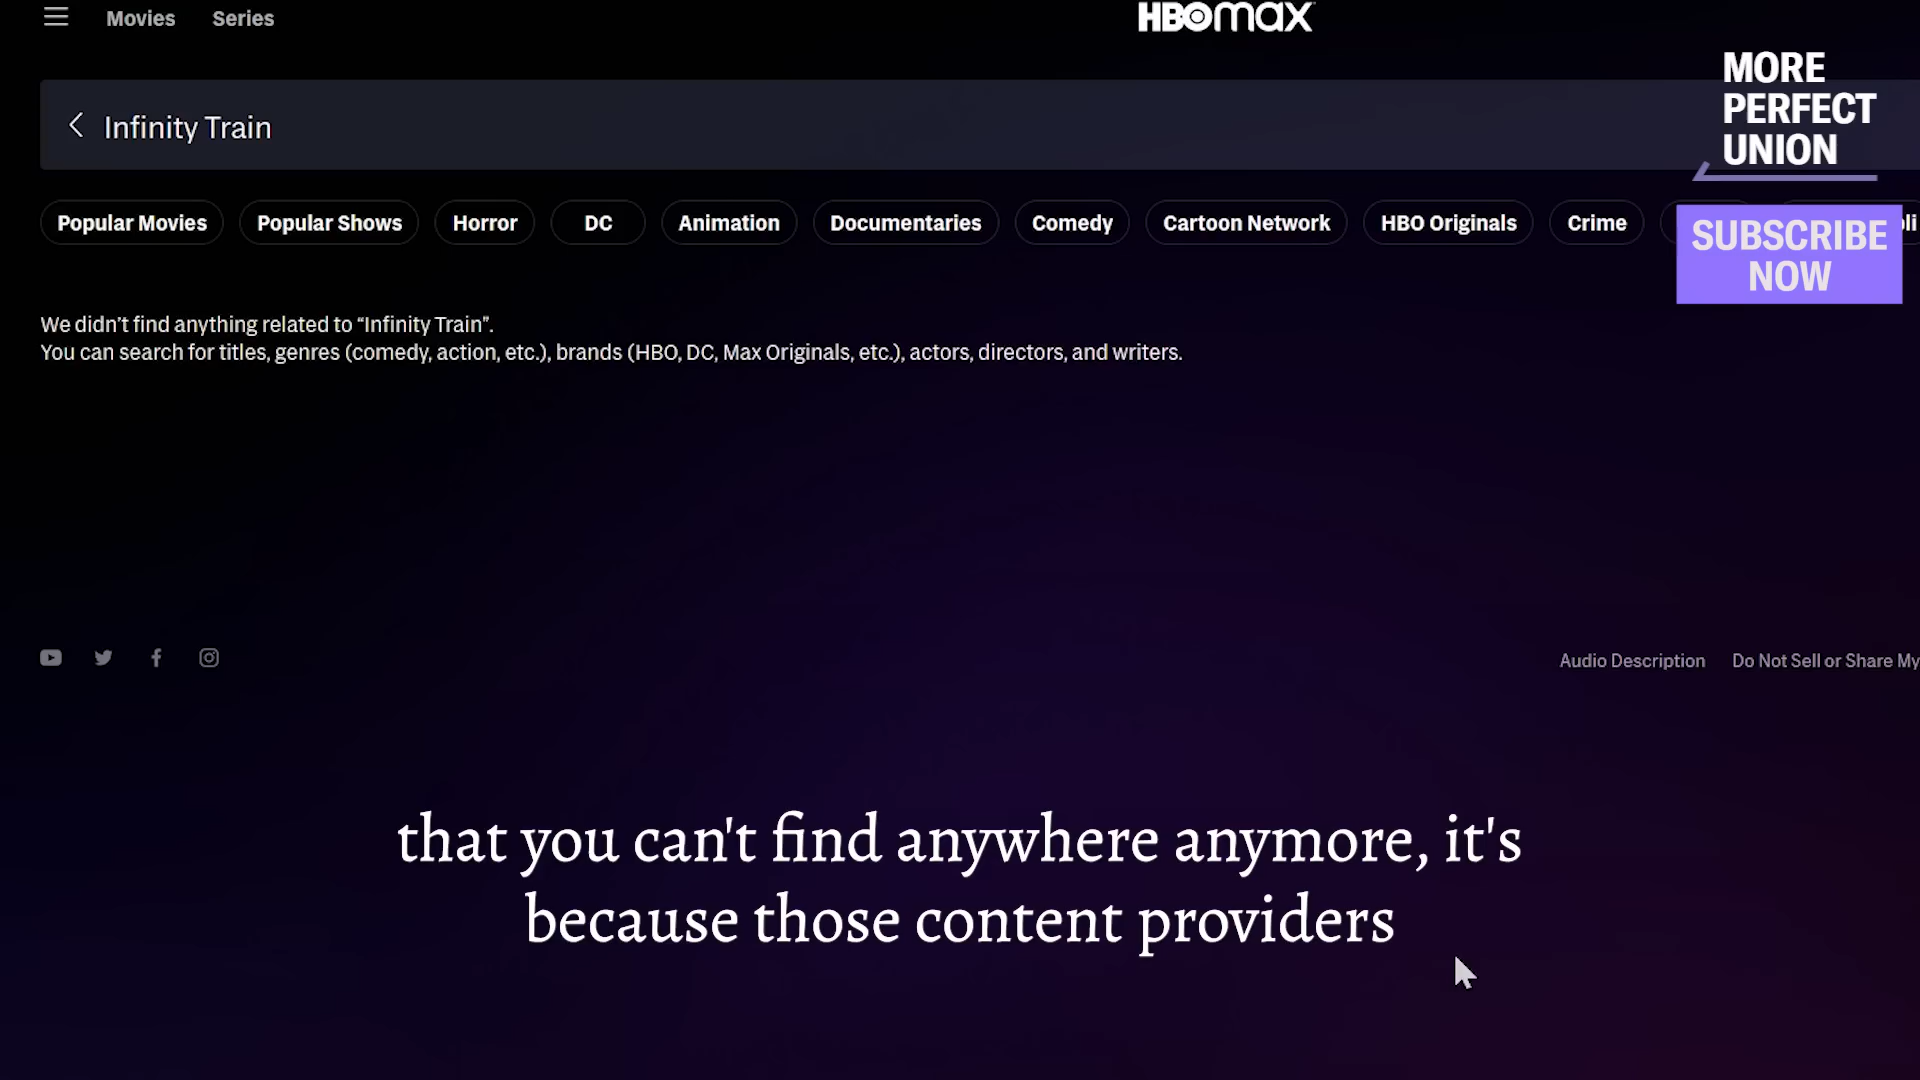 Movies Series HBOmax
Infinity Train
MORE
PERFECT
UNION
Popular Movies Popular Shows Horror DC Animation Documentaries Comedy Cartoon Network HBO Originals Crime
SUBSCRIBE
NOW
We didn't find anything related to “Infinity Train”.
You can search for titles, genres (comedy, action, etc.), brands (HBO, DC, Max Originals, etc.), actors, directors, and writers.
Audio Description Do Not Sell or Share My
that you can't find anywhere anymore, it's
because those content providers